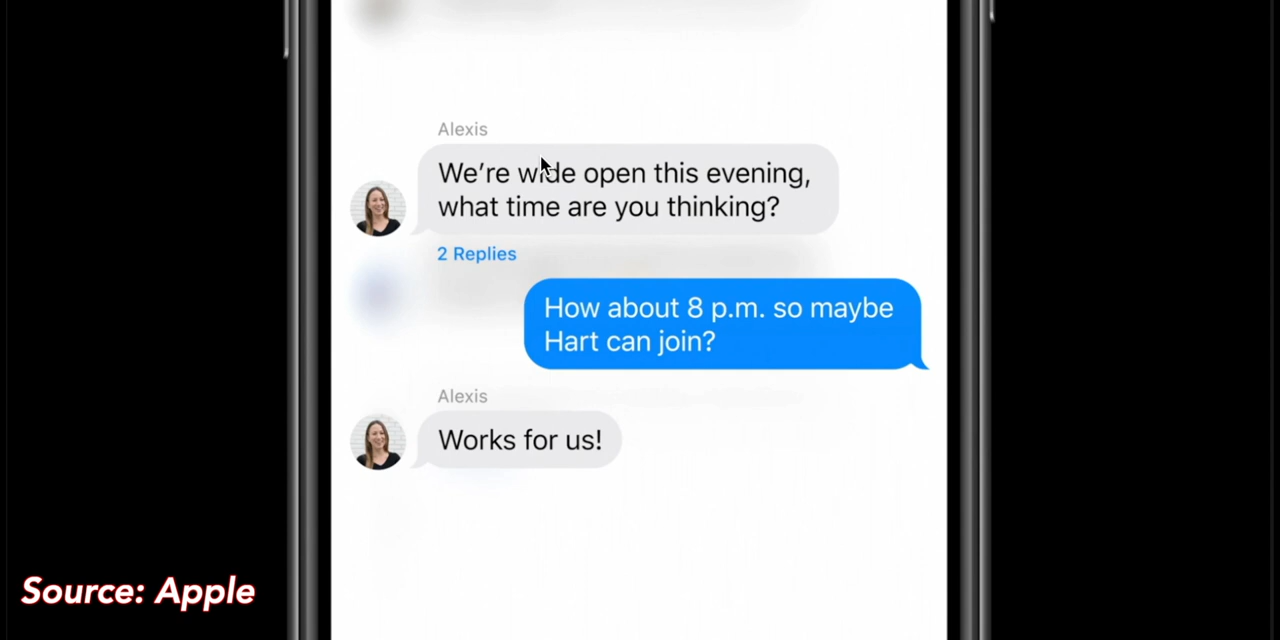 Alexis
We’re wide open this evening,
what time are you thinking?
2 Replies
How about 8 p.m. so maybe
Hart can join?
Alexis
Works for us!
Source: Apple